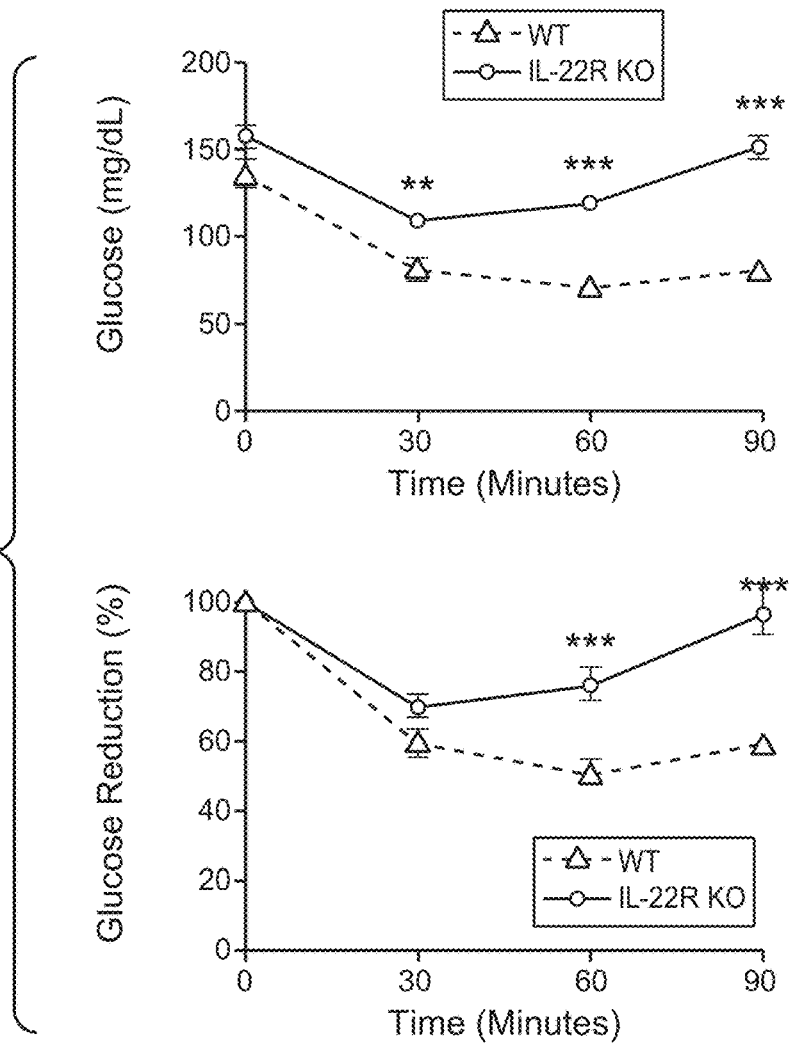 WT
IL-22R KO
Glucose (mg/dL)
200
150
100
50
0
***
**
***
0 30 60 90
Time (Minutes)
Glucose Reduction (%)
100
80
60
40
20
0
***
***
WT
IL-22R KO
0 30 60 90
Time (Minutes)